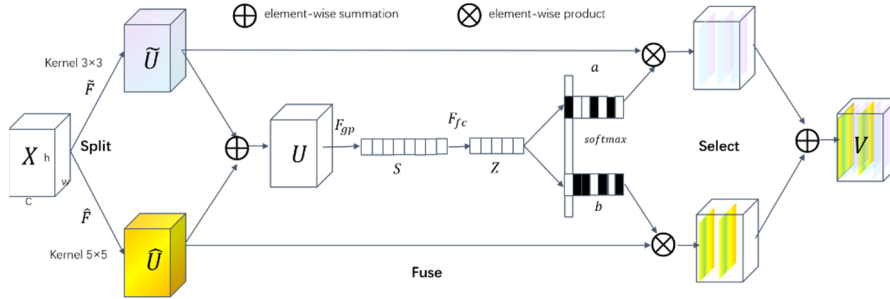 element-wise summation
element-wise product
Kernel 3×3
Ũ
a
F̃
F_gp
F_fc
softmax
X
h
w
C
Split
U
S
Z
Select
V
F̂
b
Kernel 5×5
Û
Fuse